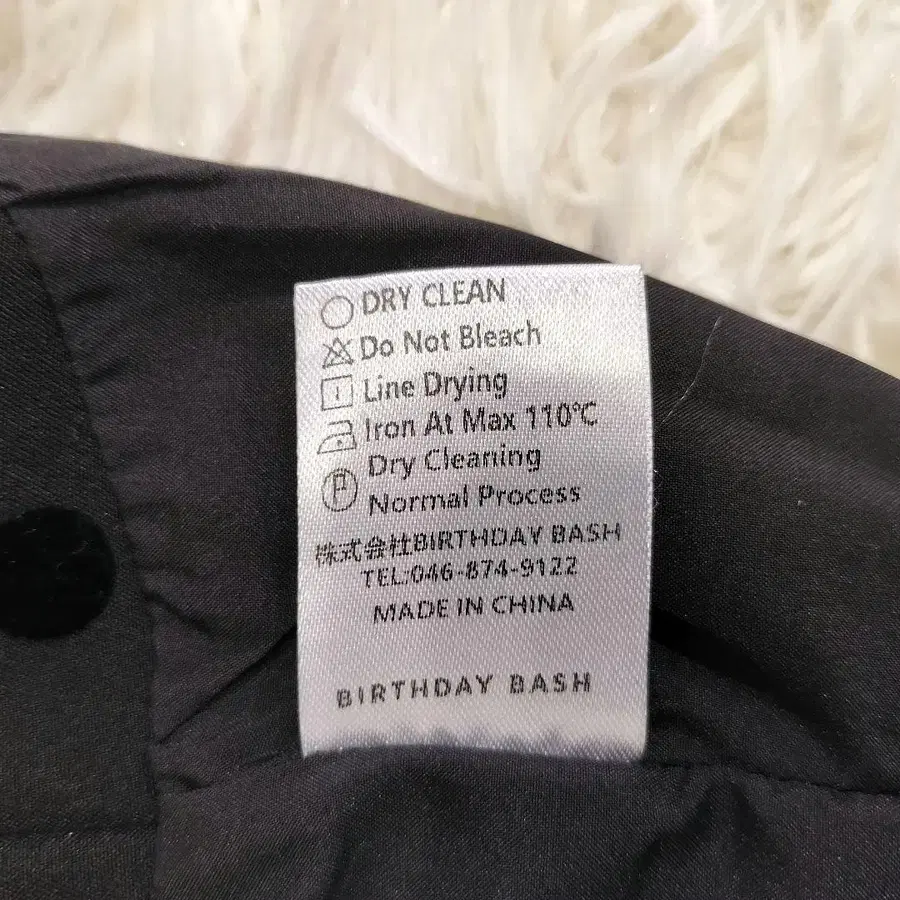 DRY CLEAN
Do Not Bleach
Line Drying
Iron At Max 110℃
P Dry Cleaning
Normal Process
株式会社BIRTHDAY BASH
TEL:046-874-9122
MADE IN CHINA
BIRTHDAY BASH